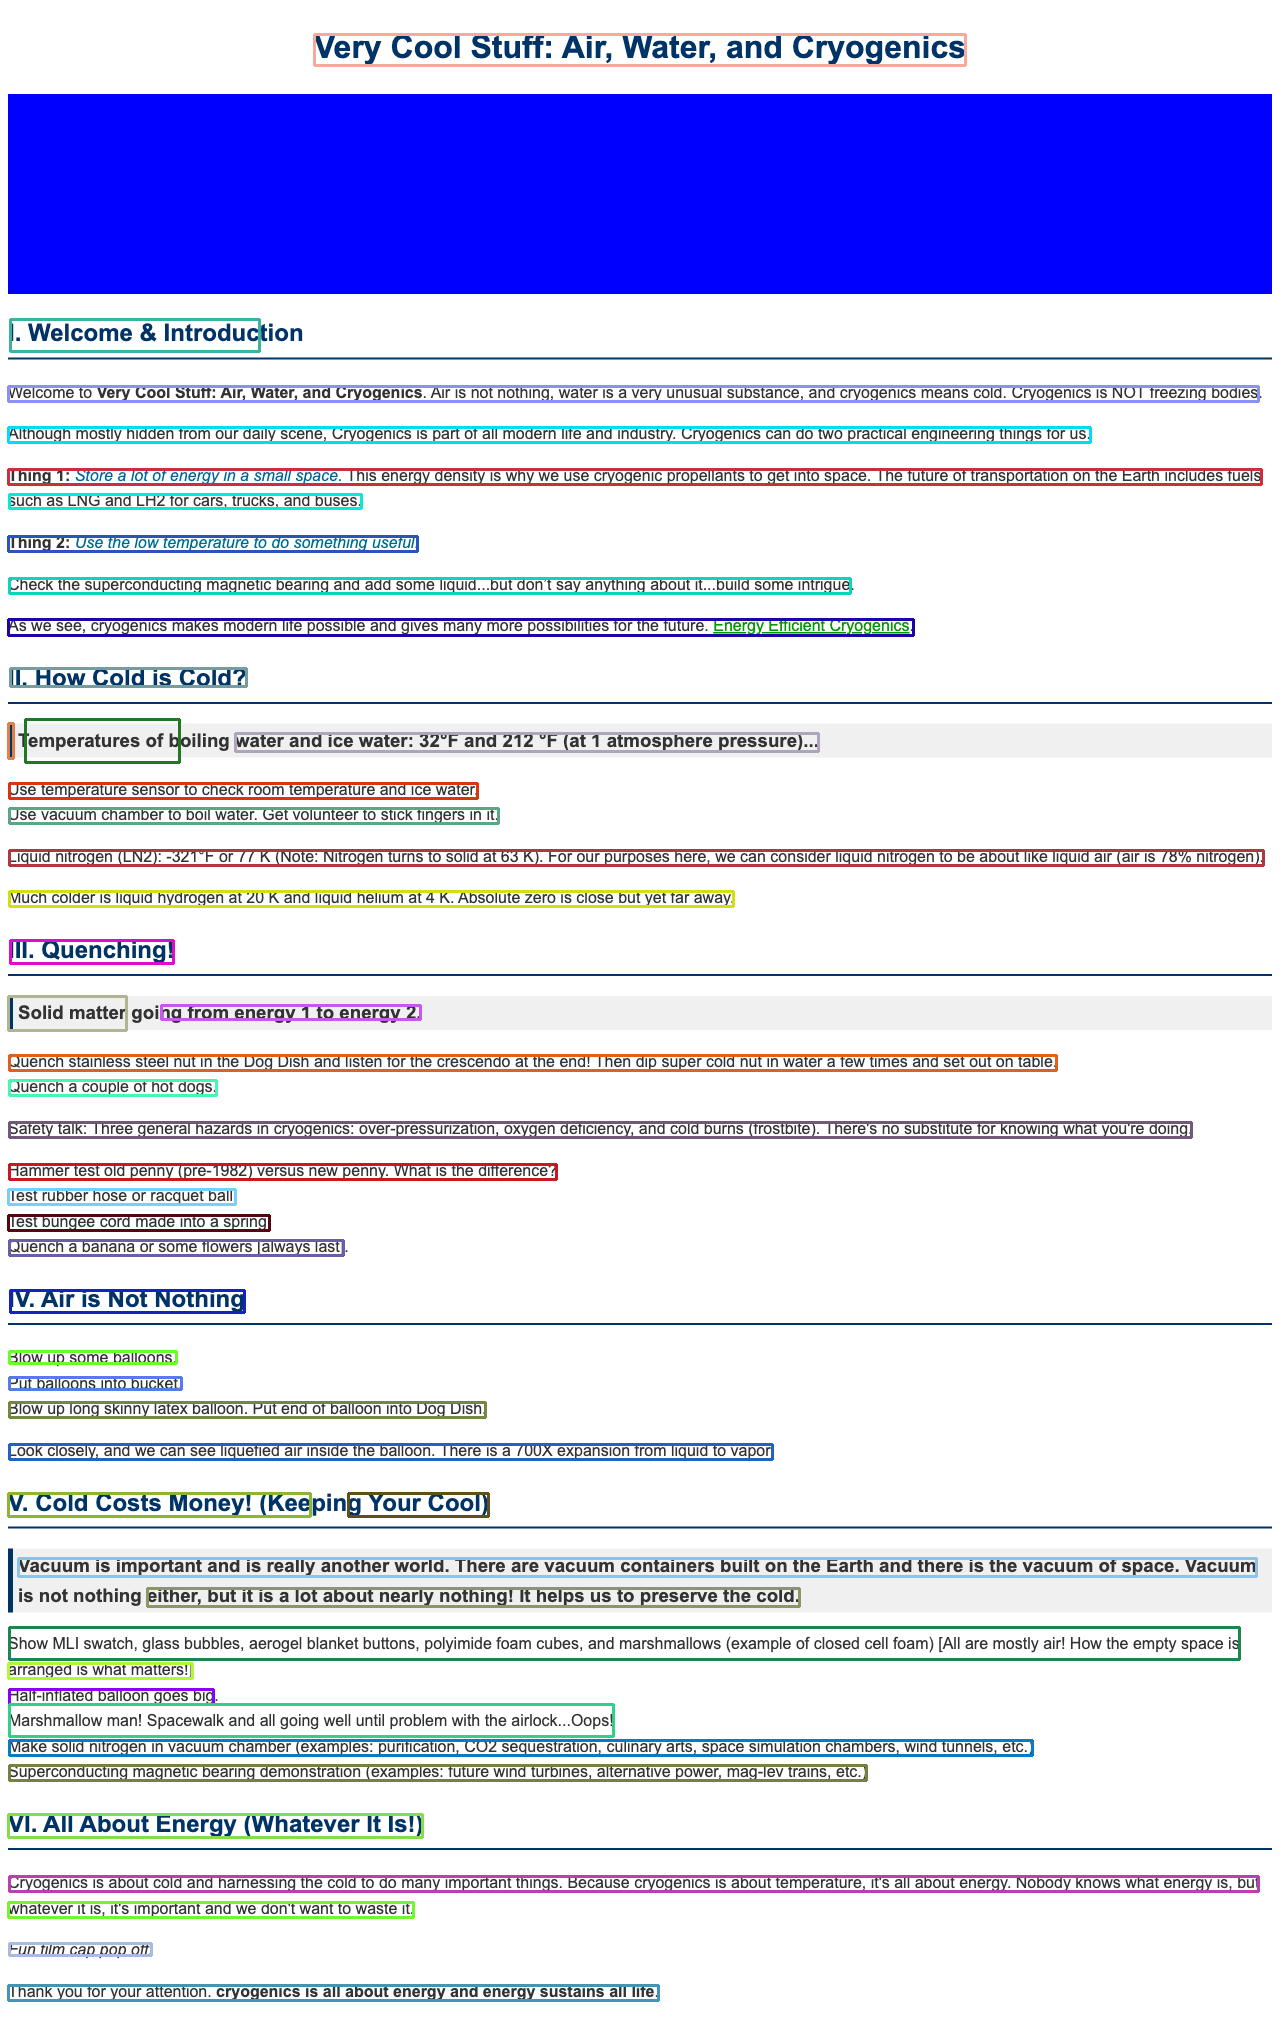 Very Cool Stuff: Air, Water, and Cryogenics
I. Welcome & Introduction
Welcome to Very Cool Stuff: Air, Water, and Cryogenics. Air is not nothing, water is a very unusual substance, and cryogenics means cold. Cryogenics is NOT freezing bodies.
Although mostly hidden from our daily scene, Cryogenics is part of all modern life and industry. Cryogenics can do two practical engineering things for us.
Thing 1: Store a lot of energy in a small space. This energy density is why we use cryogenic propellants to get into space. The future of transportation on the Earth includes fuels
such as LNG and LH2 for cars, trucks, and buses.
Thing 2: Use the low temperature to do something useful.
Check the superconducting magnetic bearing and add some liquid...but don't say anything about it...build some intrigue.
As we see, cryogenics makes modern life possible and gives many more possibilities for the future. Energy Efficient Cryogenics.
II. How Cold is Cold?
Temperatures of boiling water and ice water: 32°F and 212 °F (at 1 atmosphere pressure)...
Use temperature sensor to check room temperature and ice water.
Use vacuum chamber to boil water. Get volunteer to stick fingers in it.
Liquid nitrogen (LN2): -321°F or 77 K (Note: Nitrogen turns to solid at 63 K). For our purposes here, we can consider liquid nitrogen to be about like liquid air (air is 78% nitrogen).
Much colder is liquid hydrogen at 20 K and liquid helium at 4 K. Absolute zero is close but yet far away.
III. Quenching!
Solid matter going from energy 1 to energy 2.
Quench stainless steel nut in the Dog Dish and listen for the crescendo at the end! Then dip super cold nut in water a few times and set out on table.
Quench a couple of hot dogs.
Safety talk: Three general hazards in cryogenics: over-pressurization, oxygen deficiency, and cold burns (frostbite). There's no substitute for knowing what you're doing.
Hammer test old penny (pre-1982) versus new penny. What is the difference?
Test rubber hose or racquet ball.
Test bungee cord made into a spring.
Quench a banana or some flowers [always last].
IV. Air is Not Nothing
Blow up some balloons.
Put balloons into bucket.
Blow up long skinny latex balloon. Put end of balloon into Dog Dish.
Look closely, and we can see liquefied air inside the balloon. There is a 700X expansion from liquid to vapor.
V. Cold Costs Money! (Keeping Your Cool)
Vacuum is important and is really another world. There are vacuum containers built on the Earth and there is the vacuum of space. Vacuum
is not nothing either, but it is a lot about nearly nothing! It helps us to preserve the cold.
Show MLI swatch, glass bubbles, aerogel blanket buttons, polyimide foam cubes, and marshmallows (example of closed cell foam) [All are mostly air! How the empty space is
arranged is what matters!]
Half-inflated balloon goes big.
Marshmallow man! Spacewalk and all going well until problem with the airlock...Oops!
Make solid nitrogen in vacuum chamber (examples: purification, CO2 sequestration, culinary arts, space simulation chambers, wind tunnels, etc.)
Superconducting magnetic bearing demonstration (examples: future wind turbines, alternative power, mag-lev trains, etc.)
VI. All About Energy (Whatever It Is!)
Cryogenics is about cold and harnessing the cold to do many important things. Because cryogenics is about temperature, it's all about energy. Nobody knows what energy is, but
whatever it is, it's important and we don't want to waste it.
Fun film cap pop off.
Thank you for your attention. cryogenics is all about energy and energy sustains all life.